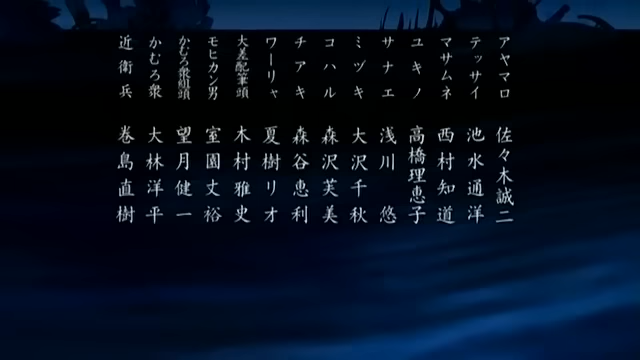 アヤマロ 佐々木誠二
テッサイ 池水通洋
マサムネ 西村知道
ユキノ 高橋理恵子
サナエ 浅川悠
ミヅキ 大沢千秋
コハル 森沢芙美
チアキ 森谷恵利
ワーリャ 夏樹リオ
大差配筆頭 木村雅史
モヒカン男 室園丈裕
かむろ衆組頭 望月健一
かむろ衆 大林洋平
近衛兵 巻島直樹